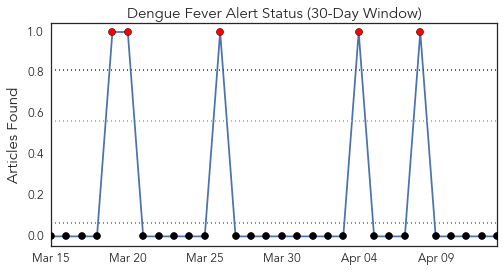 Dengue Fever Alert Status (30-Day Window)
Articles Found
1.0
0.8
0.6
0.4
0.2
0.0
Mar 15 Mar 20 Mar 25 Mar 30 Apr 04 Apr 09